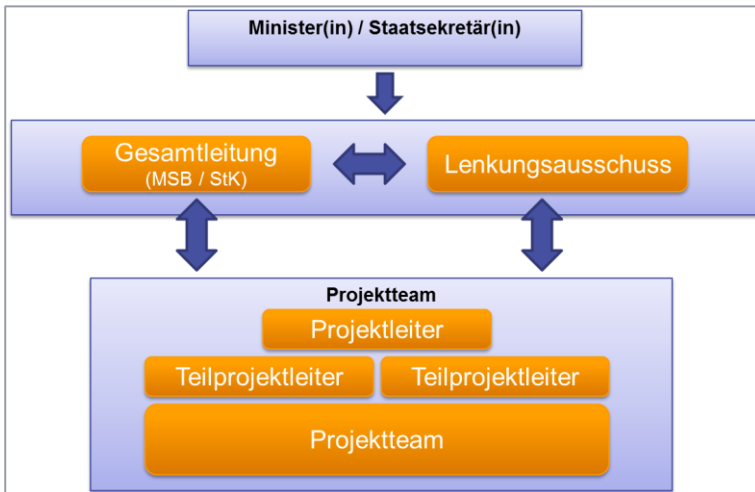 Minister(in) / Staatsekretär(in)
Gesamtleitung
(MSB / StK)
Lenkungsausschuss
Projektteam
Projektleiter
Teilprojektleiter
Teilprojektleiter
Projektteam